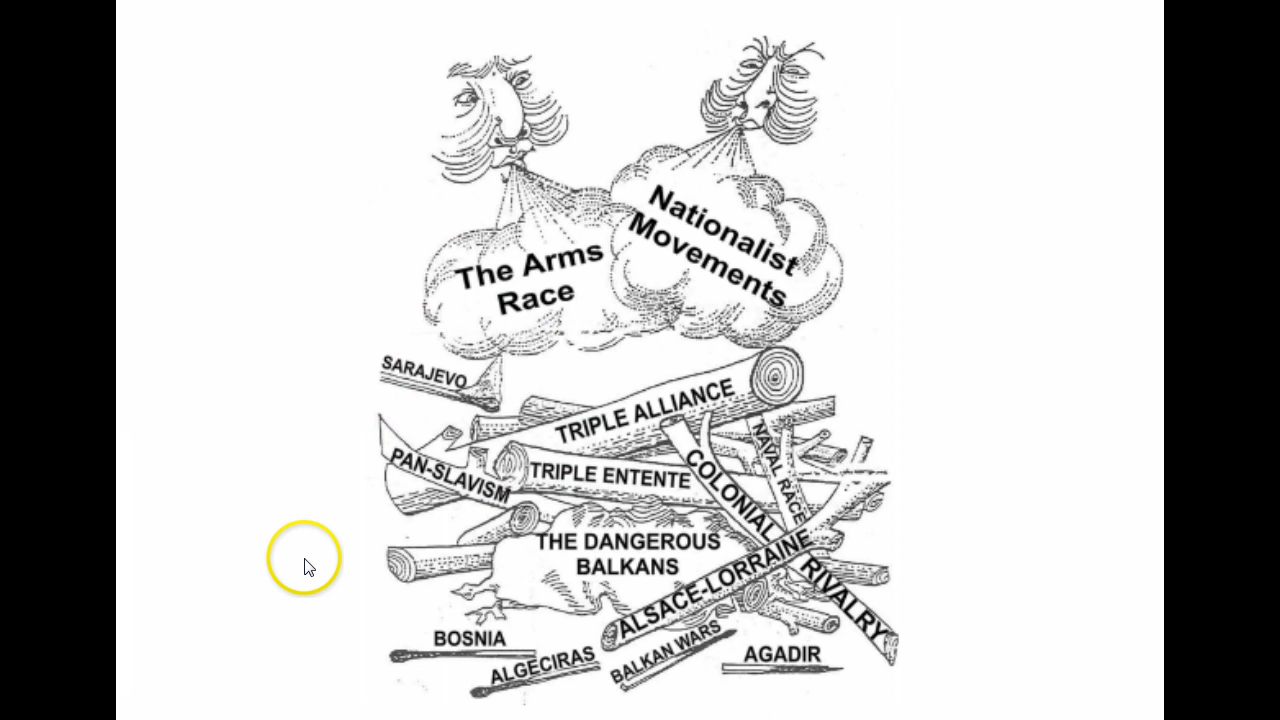 Nationalist
Movements
The Arms
Race
SARAJEVO
TRIPLE ALLIANCE
NAVAL RACE
PAN-SLAVISM
TRIPLE ENTENTE
COLONIAL RIVALRY
THE DANGEROUS
BALKANS
ALSACE-LORRAINE
BOSNIA
ALGECIRAS
BALKAN WARS
AGADIR